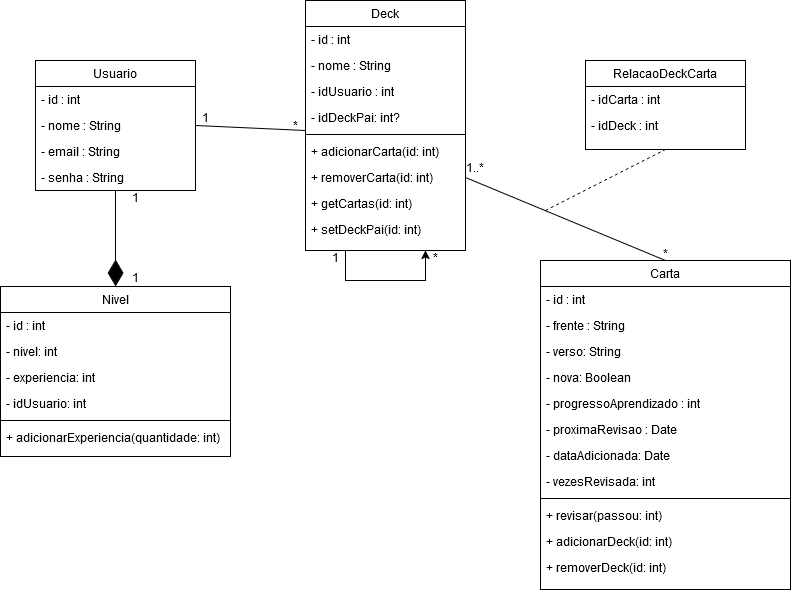 Deck
- id : int
- nome : String
- idUsuario : int
- idDeckPai: int?
+ adicionarCarta(id: int)
+ removerCarta(id: int)
+ getCartas(id: int)
+ setDeckPai(id: int)
Usuario
- id : int
- nome : String
- email : String
- senha : String
RelacaoDeckCarta
- idCarta : int
- idDeck : int
1
*
1..*
*
1
*
1
1
Nivel
- id : int
- nivel: int
- experiencia: int
- idUsuario: int
+ adicionarExperiencia(quantidade: int)
Carta
- id : int
- frente : String
- verso: String
- nova: Boolean
- progressoAprendizado : int
- proximaRevisao : Date
- dataAdicionada: Date
- vezesRevisada: int
+ revisar(passou: int)
+ adicionarDeck(id: int)
+ removerDeck(id: int)